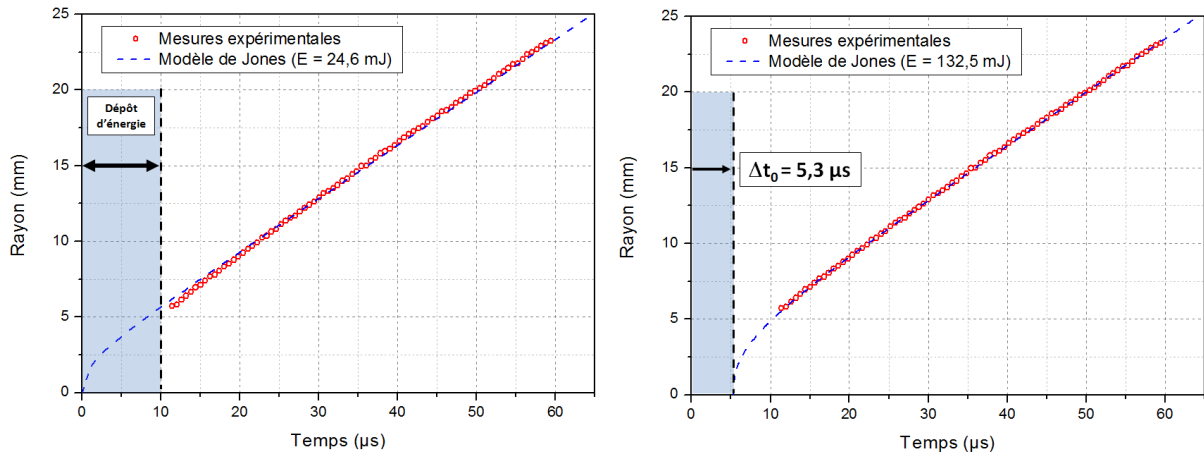 25
20
15
10
5
0
0
10
20
30
40
50
60
Rayon (mm)
Temps (µs)
Mesures expérimentales
Modèle de Jones (E = 24,6 mJ)
Dépôt
d'énergie
25
20
15
10
5
0
10
20
30
40
50
60
Rayon (mm)
Temps (µs)
Mesures expérimentales
Modèle de Jones (E = 132,5 mJ)
Δt₀ = 5,3 µs